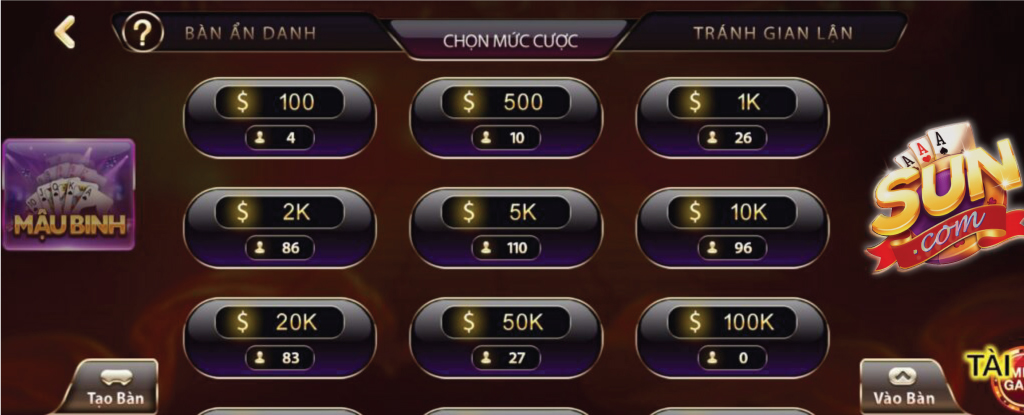 ?
BÀN ẨN DANH
CHỌN MỨC CƯỢC
TRÁNH GIAN LẬN
$ 100
4
$ 500
10
$ 1K
26
MẬU BINH
SUN
.com
$ 2K
86
$ 5K
110
$ 10K
96
$ 20K
83
$ 50K
27
$ 100K
0
Tạo Bàn
Vào Bàn
TÀI